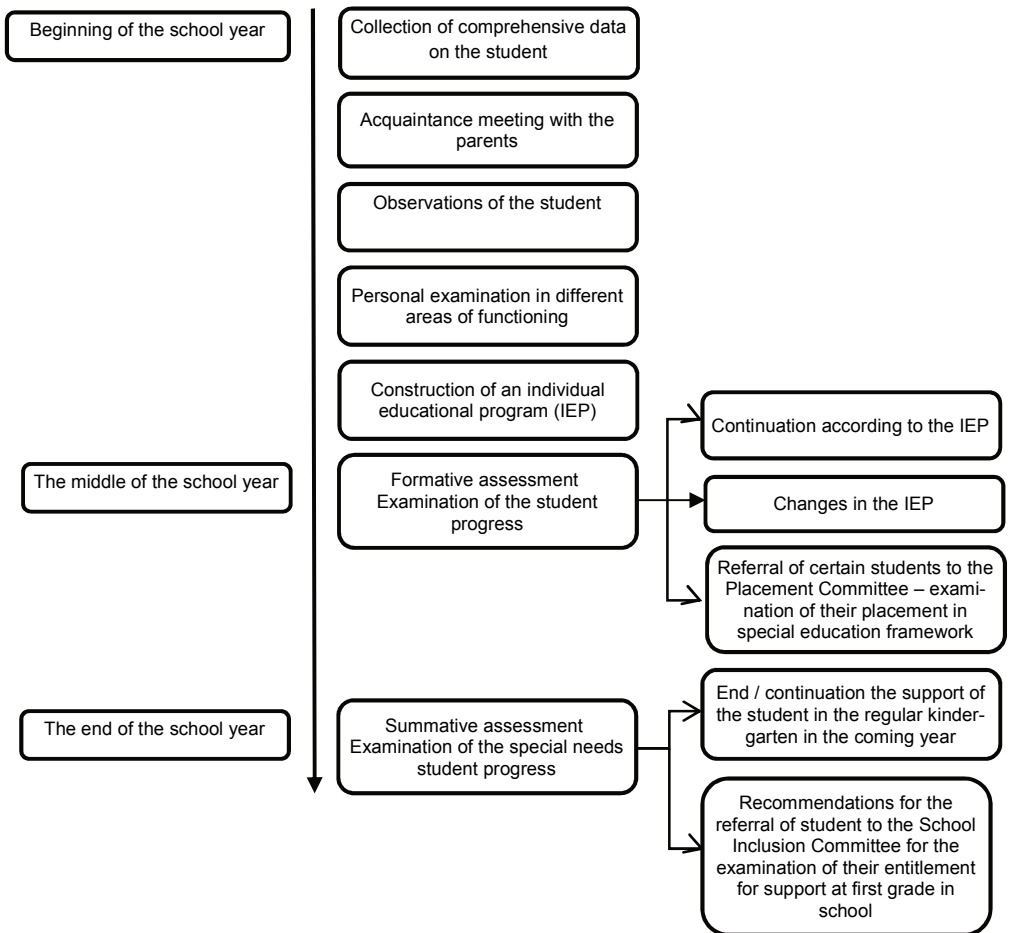 Beginning of the school year
Collection of comprehensive data
on the student
Acquaintance meeting with the
parents
Observations of the student
Personal examination in different
areas of functioning
Construction of an individual
educational program (IEP)
Continuation according to the IEP
The middle of the school year
Formative assessment
Examination of the student
progress
Changes in the IEP
Referral of certain students to the
Placement Committee – exami-
nation of their placement in
special education framework
The end of the school year
Summative assessment
Examination of the special needs
student progress
End / continuation the support of
the student in the regular kinder-
garten in the coming year
Recommendations for the
referral of student to the School
Inclusion Committee for the
examination of their entitlement
for support at first grade in
school